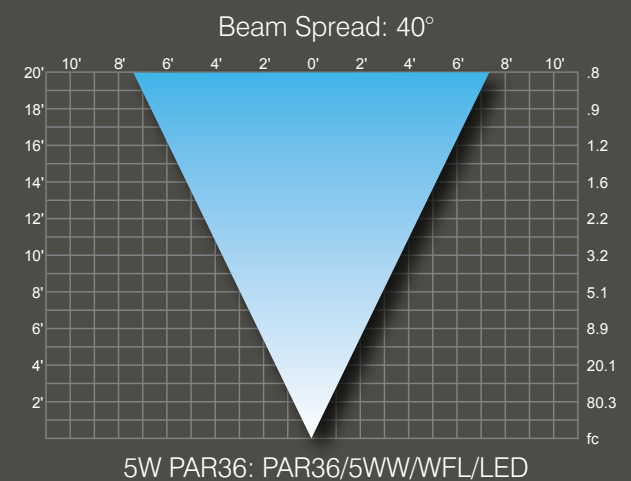 Beam Spread: 40°
10' 8' 6' 4' 2' 0' 2' 4' 6' 8' 10'
20' .8
18' .9
16' 1.2
14' 1.6
12' 2.2
10' 3.2
8' 5.1
6' 8.9
4' 20.1
2' 80.3
fc
5W PAR36: PAR36/5WW/WFL/LED